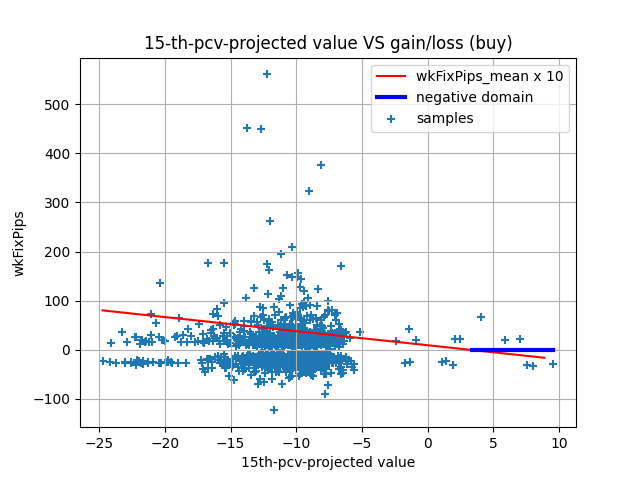 15-th-pcv-projected value VS gain/loss (buy)
wkFixPips_mean x 10
negative domain
samples
500
400
300
200
100
0
−100
wkFixPips
−25 −20 −15 −10 −5 0 5 10
15th-pcv-projected value